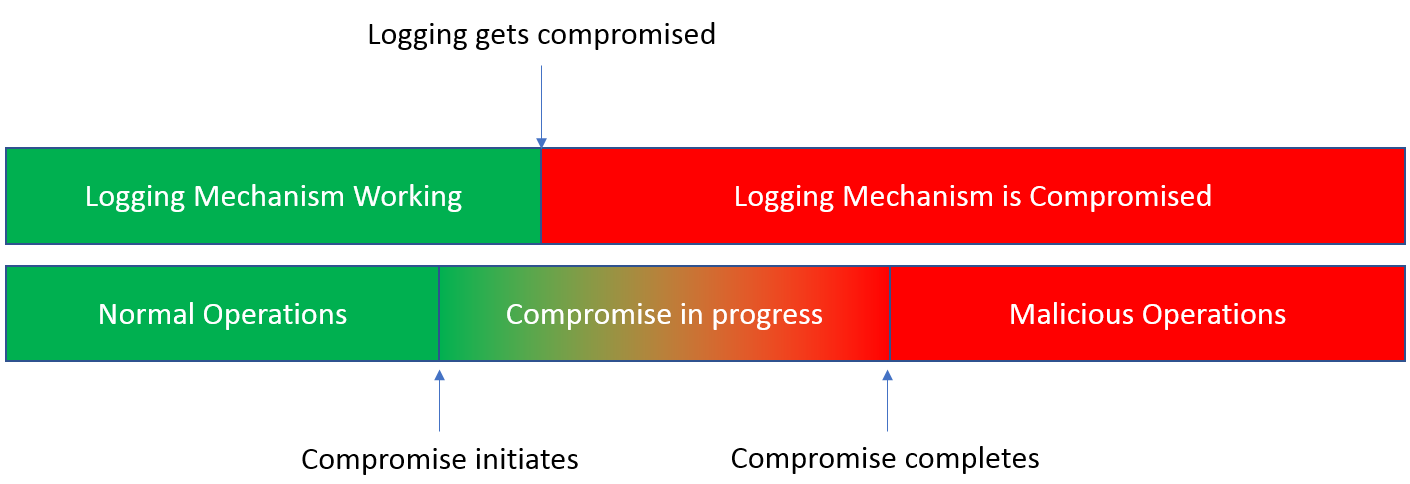 Logging gets compromised
Logging Mechanism Working
Logging Mechanism is Compromised
Normal Operations
Compromise in progress
Malicious Operations
Compromise initiates
Compromise completes